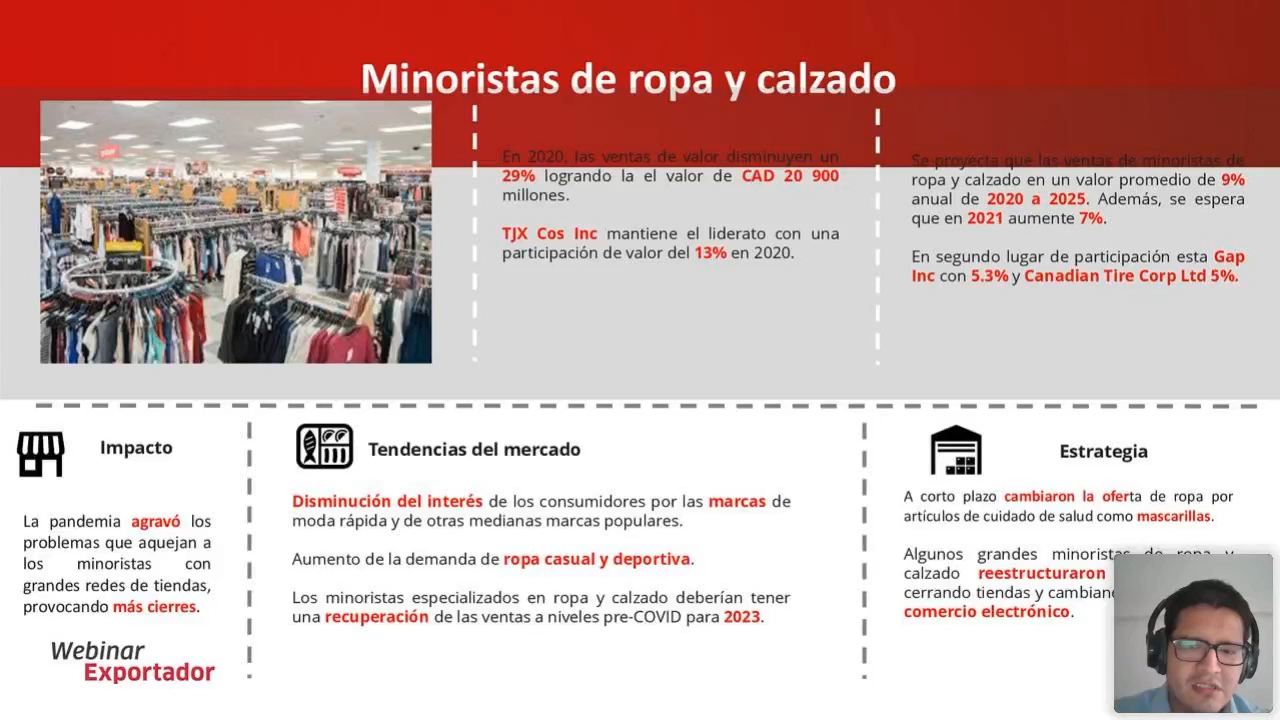 Minoristas de ropa y calzado
En 2020, las ventas de valor disminuyen un
29% logrando la el valor de CAD 20 900
millones.
TJX Cos Inc mantiene el liderato con una
participación de valor del 13% en 2020.
Se proyecta que las ventas de minoristas de
ropa y calzado en un valor promedio de 9%
anual de 2020 a 2025. Además, se espera
que en 2021 aumente 7%.
En segundo lugar de participación esta Gap
Inc con 5.3% y Canadian Tire Corp Ltd 5%.
Impacto
La pandemia agravó los
problemas que aquejan a
los minoristas con
grandes redes de tiendas,
provocando más cierres.
Webinar
Exportador
Tendencias del mercado
Disminución del interés de los consumidores por las marcas de
moda rápida y de otras medianas marcas populares.
Aumento de la demanda de ropa casual y deportiva.
Los minoristas especializados en ropa y calzado deberían tener
una recuperación de las ventas a niveles pre-COVID para 2023.
Estrategia
A corto plazo cambiaron la oferta de ropa por
artículos de cuidado de salud como mascarillas.
Algunos grandes minoristas de ropa y
calzado reestructuraron
cerrando tiendas y
comercio electrónico.